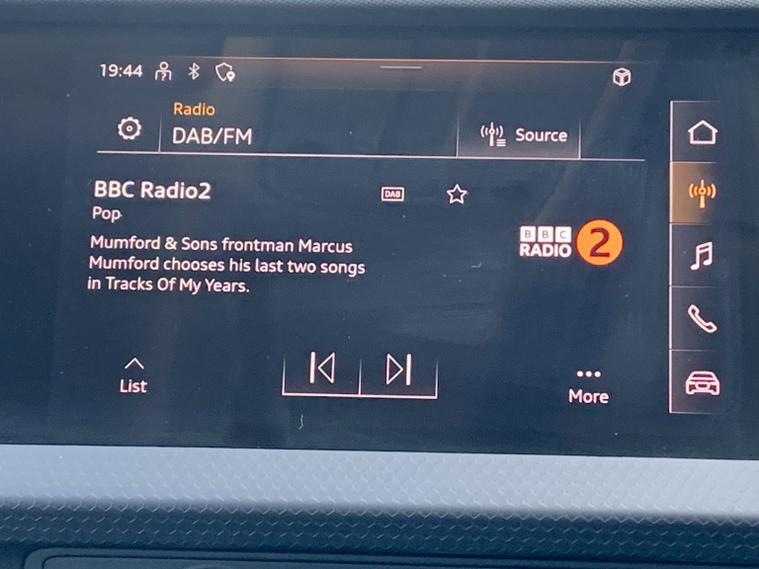 19:44
Radio
DAB/FM
Source
BBC Radio2
DAB
Pop
Mumford & Sons frontman Marcus
Mumford chooses his last two songs
in Tracks Of My Years.
BBC
RADIO 2
List
More